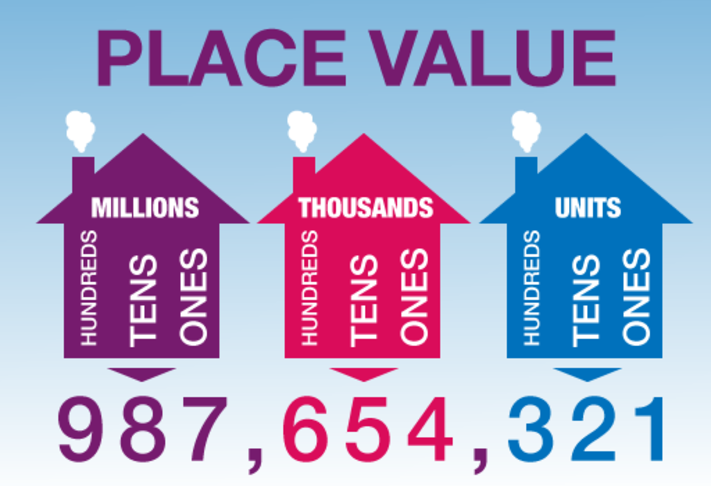 PLACE VALUE
MILLIONS THOUSANDS UNITS
HUNDREDS TENS ONES HUNDREDS TENS ONES HUNDREDS TENS ONES
987,654,321